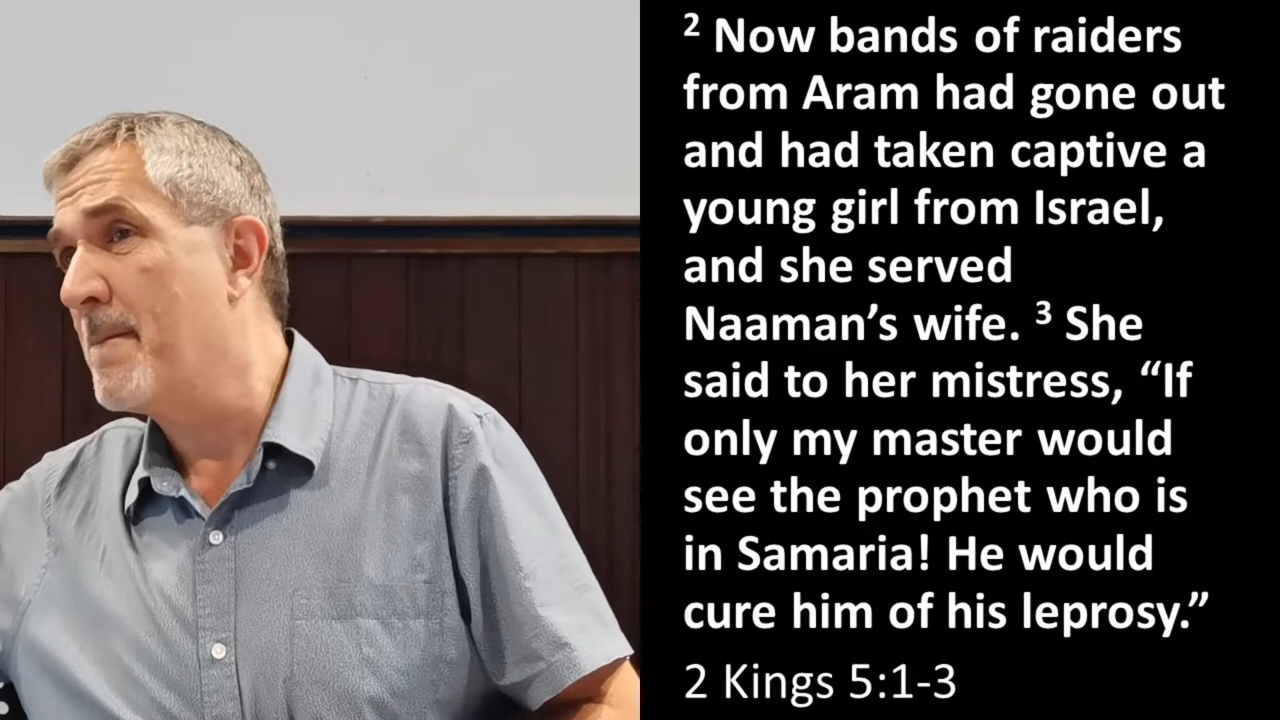 ² Now bands of raiders
from Aram had gone out
and had taken captive a
young girl from Israel,
and she served
Naaman’s wife. ³ She
said to her mistress, “If
only my master would
see the prophet who is
in Samaria! He would
cure him of his leprosy.”
2 Kings 5:1-3